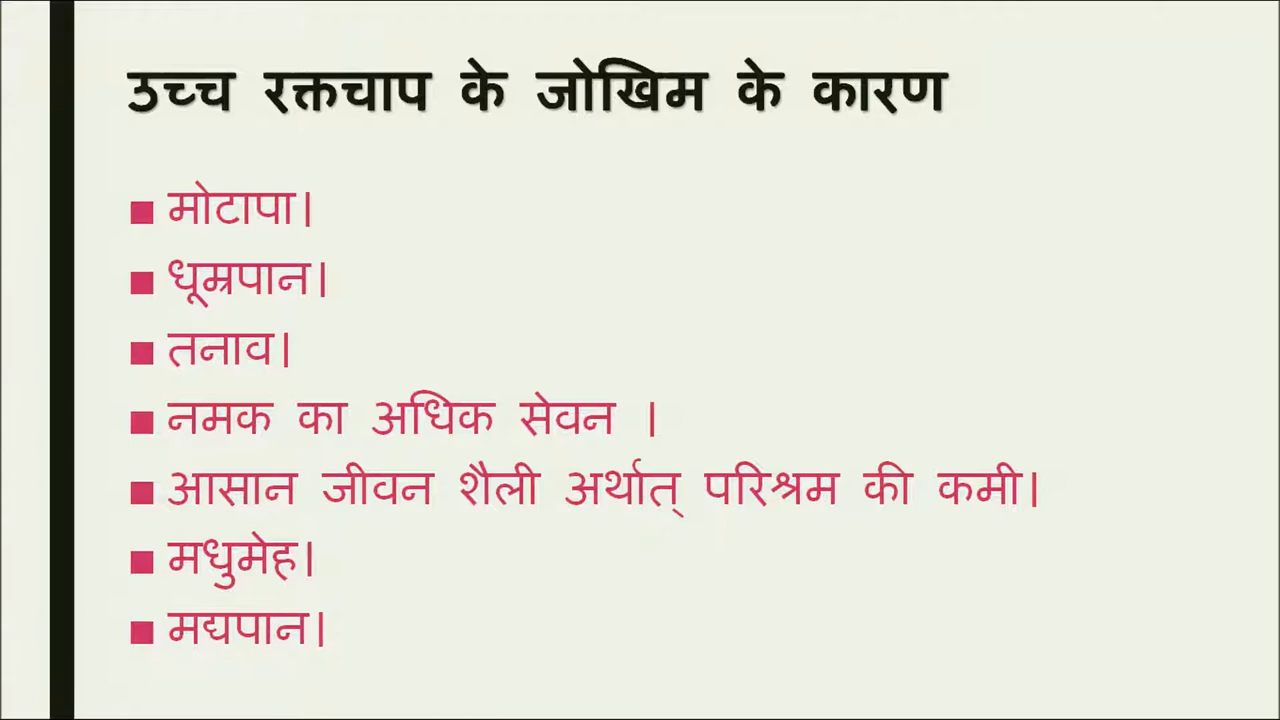 उच्च रक्तचाप के जोखिम के कारण
■ मोटापा।
■ धूम्रपान।
■ तनाव।
■ नमक का अधिक सेवन ।
■ आसान जीवन शैली अर्थात् परिश्रम की कमी।
■ मधुमेह।
■ मद्यपान।